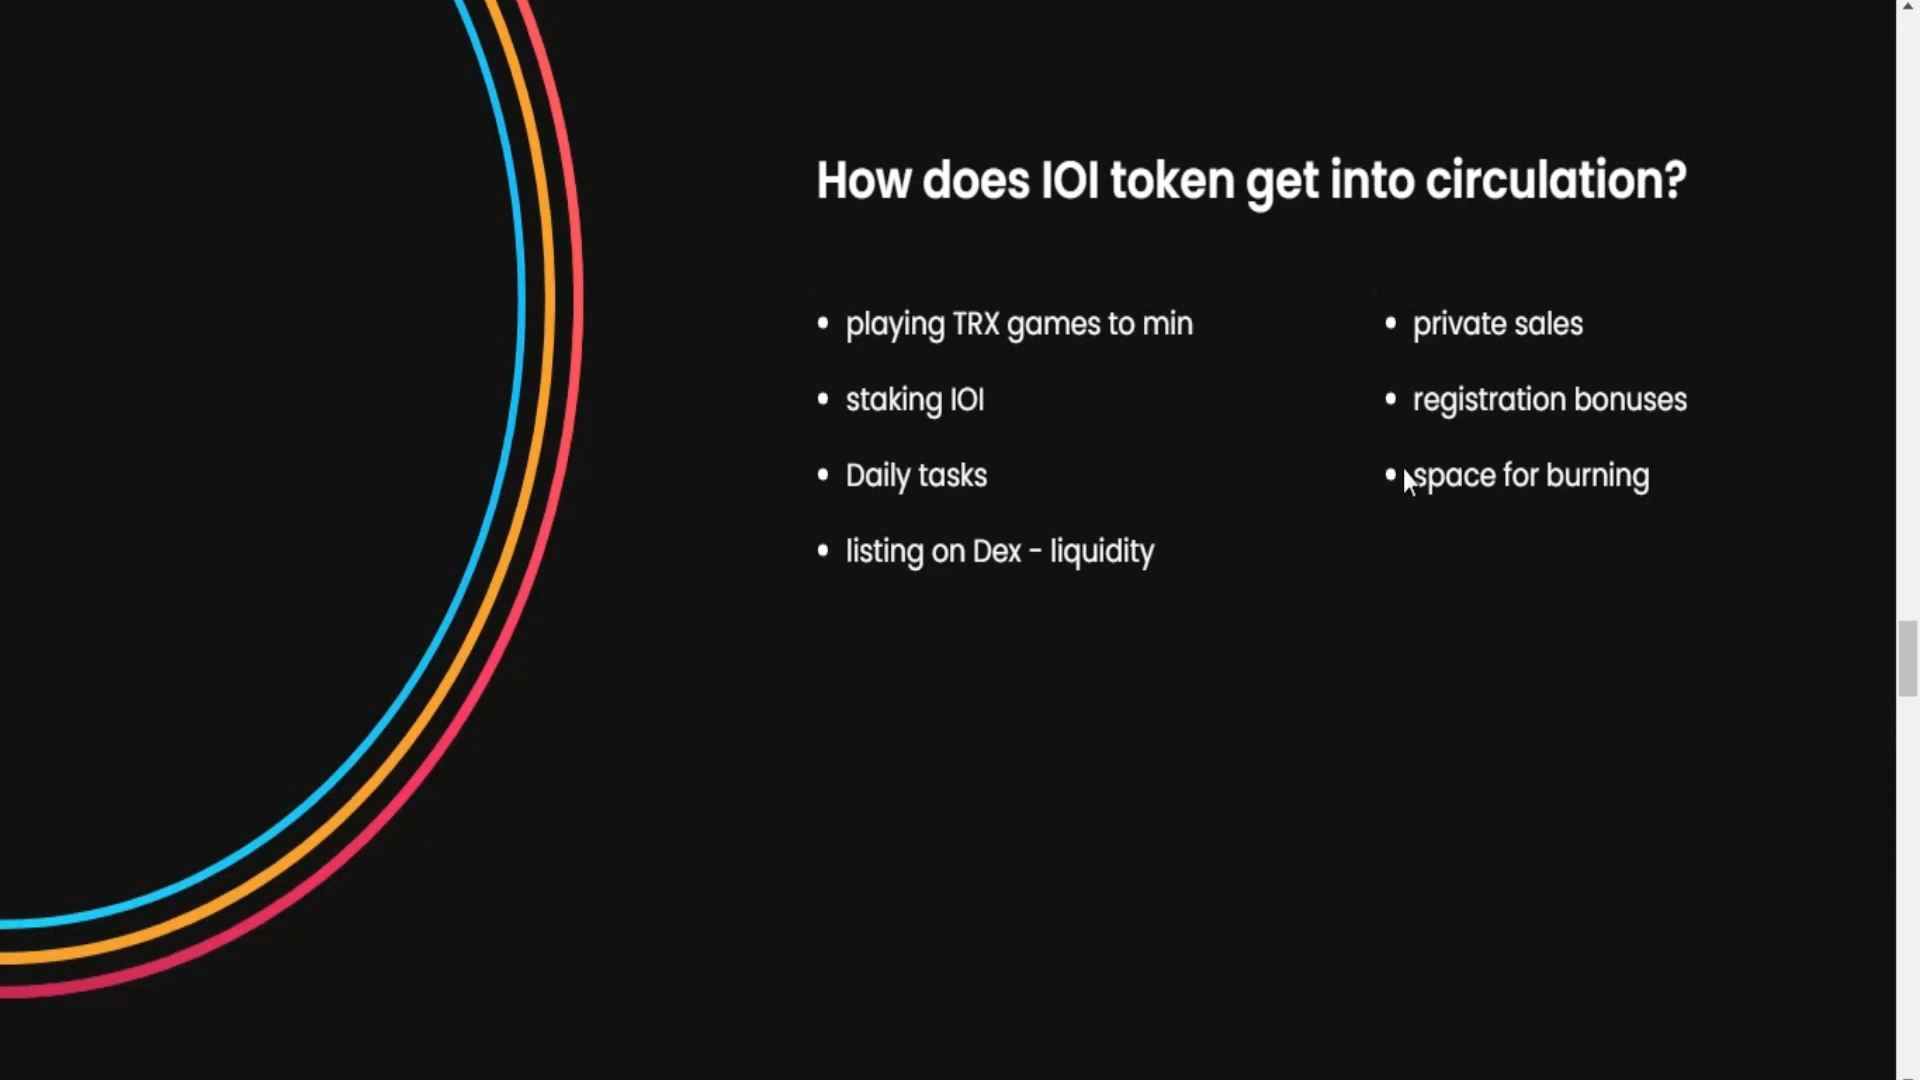 How does IOI token get into circulation?
• playing TRX games to min
• staking IOI
• Daily tasks
• listing on Dex - liquidity
• private sales
• registration bonuses
• space for burning